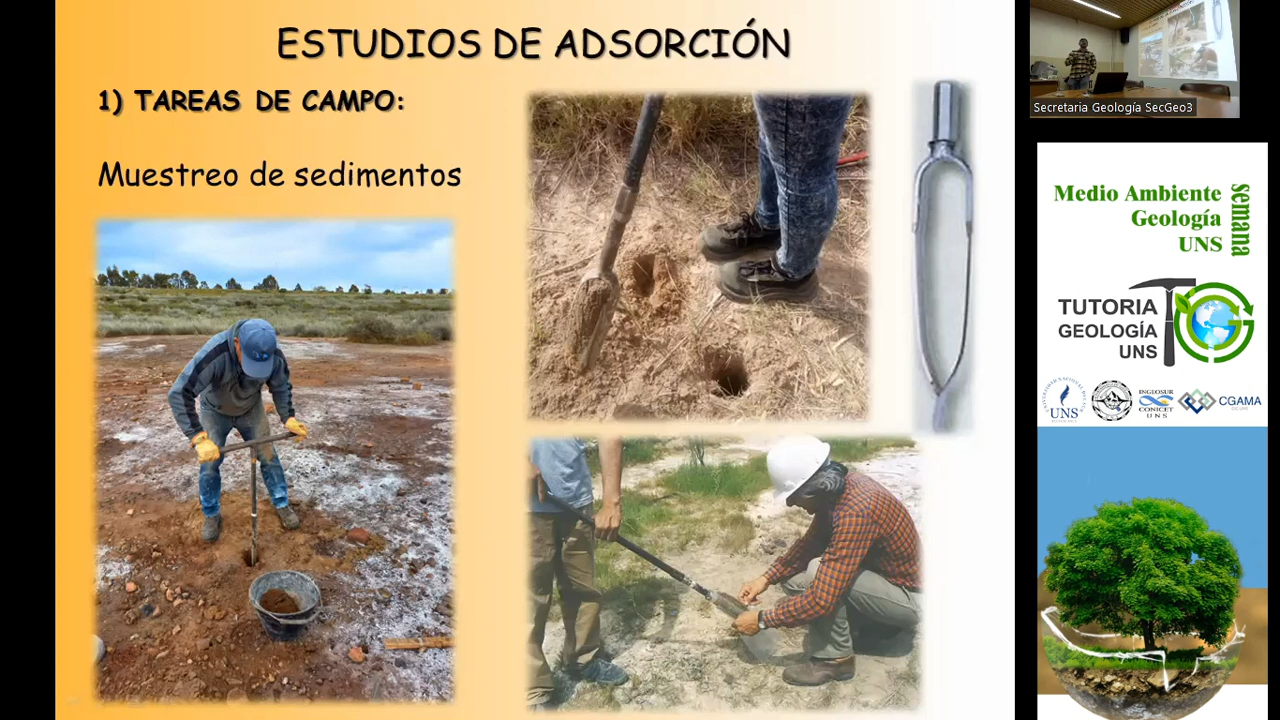 ESTUDIOS DE ADSORCIÓN
1) TAREAS DE CAMPO:
Muestreo de sedimentos
Secretaria Geología SecGeo3
Medio Ambiente
Geología
UNS
semana
TUTORIA
GEOLOGÍA
UNS
UNS
INGEOSUR
CONICET
UNS
CGAMA